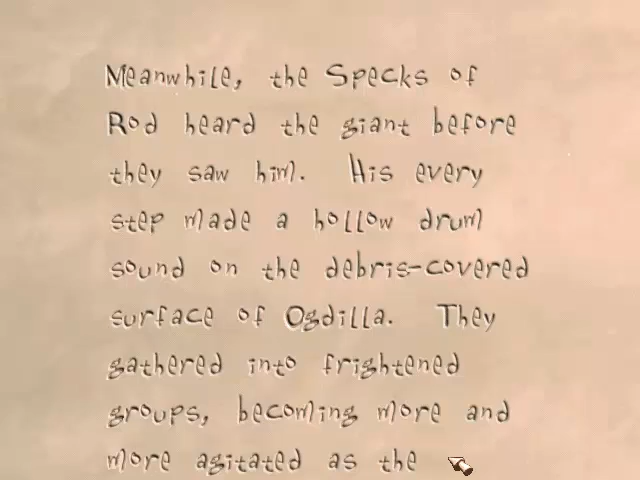 Meanwhile, the Specks of
Rod heard the giant before
they saw him. His every
step made a hollow drum
sound on the debris-covered
surface of Ogdilla. They
gathered into frightened
groups, becoming more and
more agitated as the